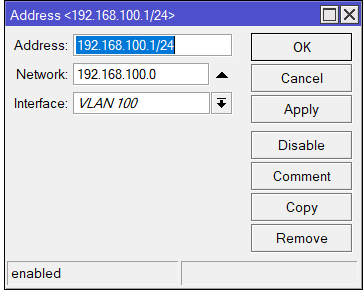 Address <192.168.100.1/24>
Address: 192.168.100.1/24
Network: 192.168.100.0
Interface: VLAN 100
OK
Cancel
Apply
Disable
Comment
Copy
Remove
enabled